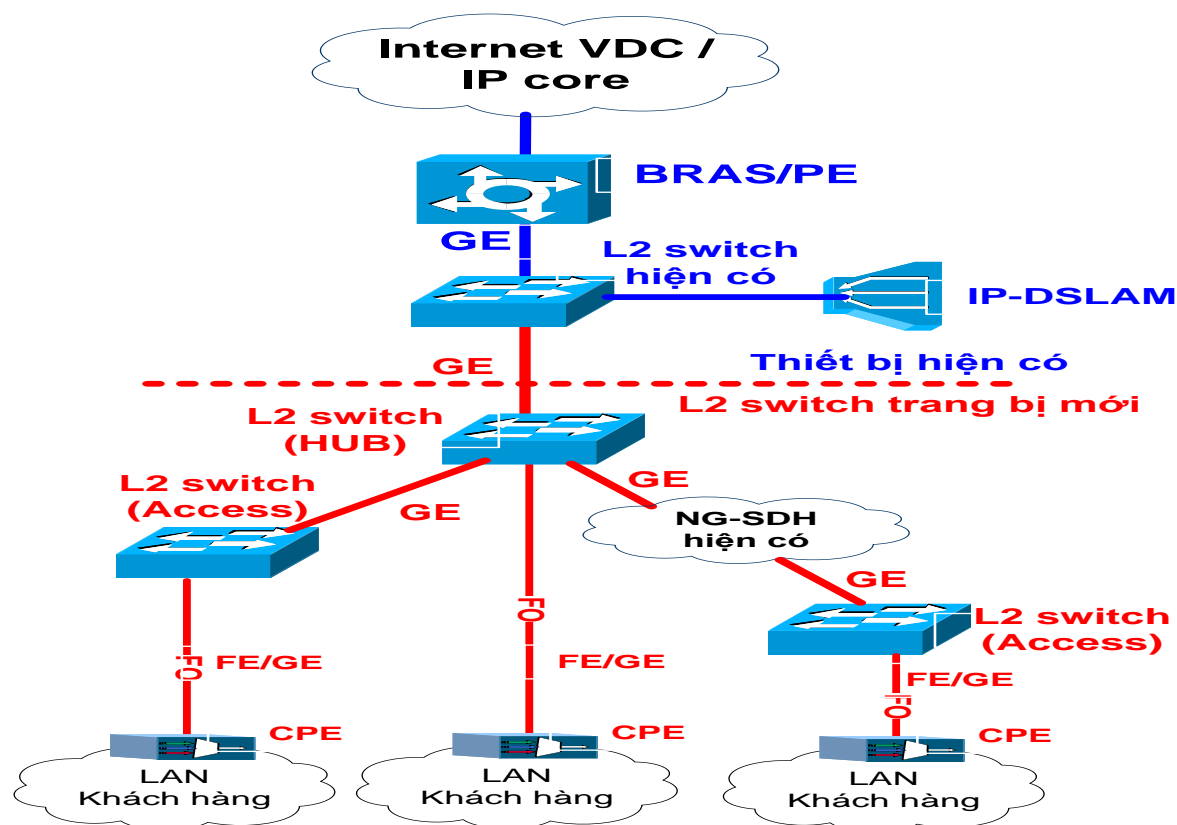 Internet VDC /
IP core
BRAS/PE
GE
L2 switch
hiện có
IP-DSLAM
Thiết bị hiện có
GE
L2 switch trang bị mới
L2 switch
(HUB)
GE
L2 switch
(Access)
GE
NG-SDH
hiện có
GE
L2 switch
(Access)
FO
FE/GE
FO
FE/GE
FE/GE
FO
CPE
CPE
CPE
LAN
Khách hàng
LAN
Khách hàng
LAN
Khách hàng